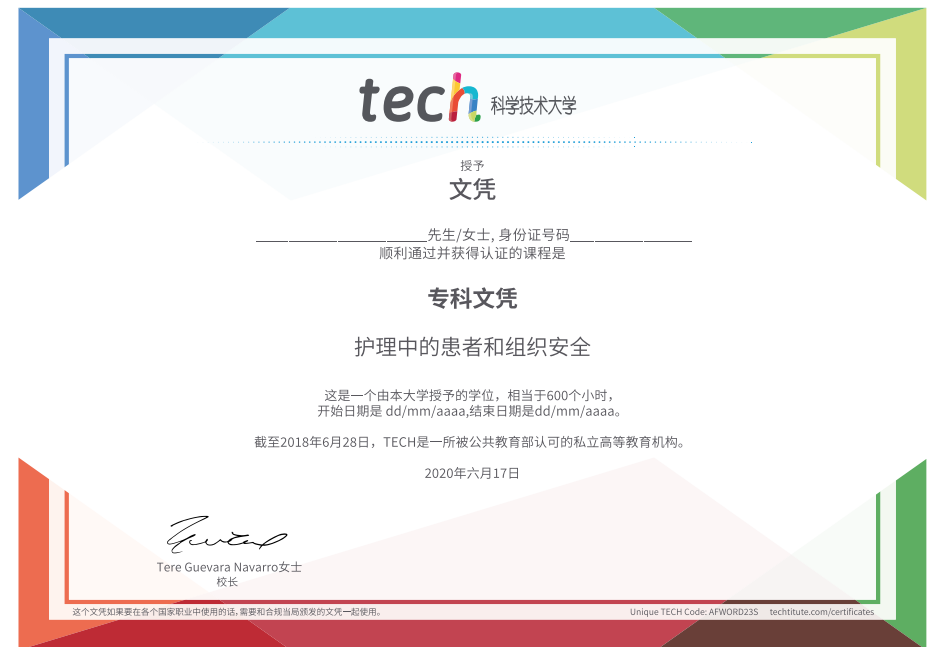 tech 科学技术大学
授予
文凭
先生/女士, 身份证号码
顺利通过并获得认证的课程是
专科文凭
护理中的患者和组织安全
这是一个由本大学授予的学位，相当于600个小时，
开始日期是 dd/mm/aaaa,结束日期是dd/mm/aaaa。
截至2018年6月28日，TECH是一所被公共教育部认可的私立高等教育机构。
2020年六月17日
Tere Guevara Navarro女士
校长
这个文凭如果要在各个国家职业中使用的话,需要和合规当局颁发的文凭一起使用。
Unique TECH Code: AFWORD23S techtitute.com/certificates